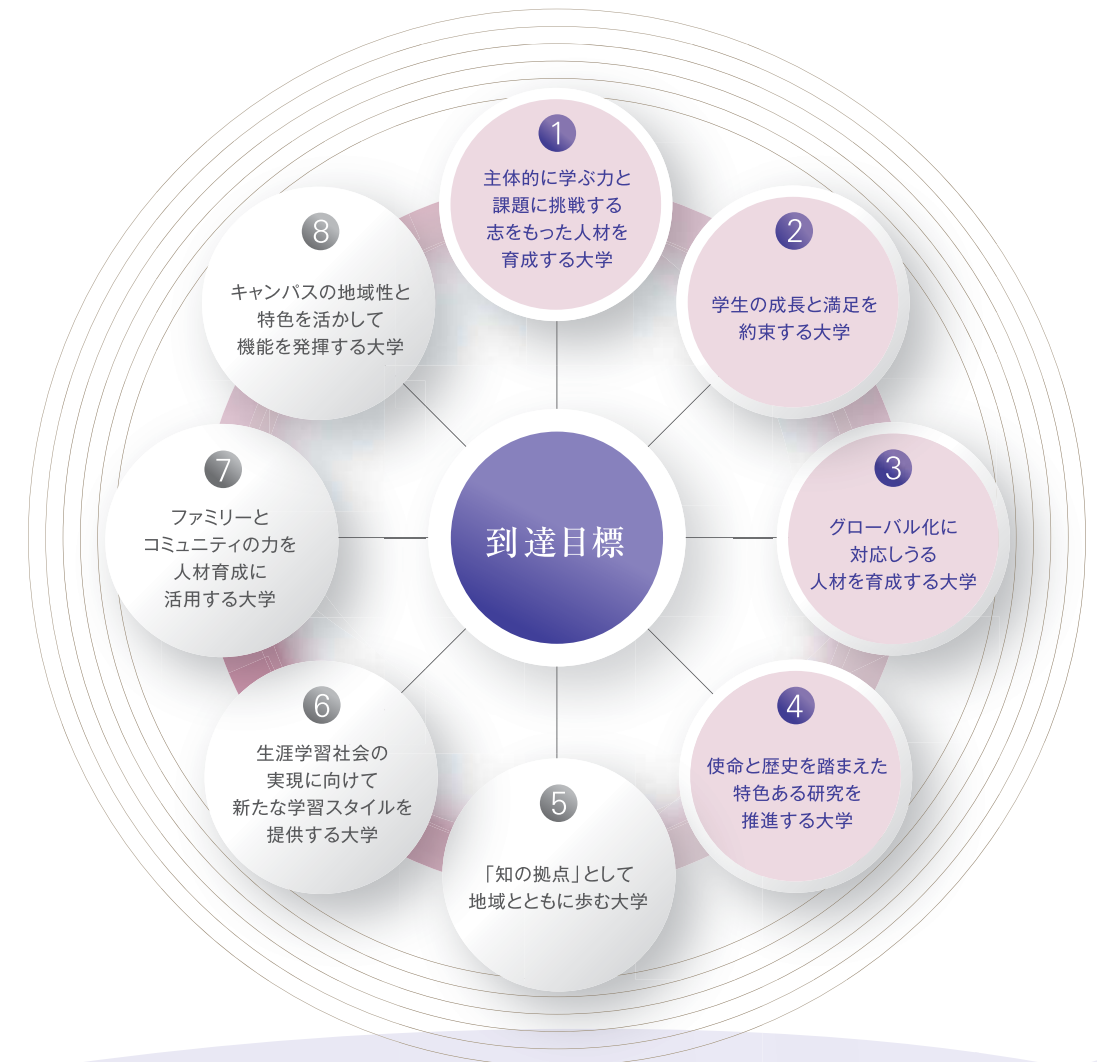 到達目標
1
主体的に学ぶ力と
課題に挑戦する
志をもった人材を
育成する大学
2
学生の成長と満足を
約束する大学
3
グローバル化に
対応しうる
人材を育成する大学
4
使命と歴史を踏まえた
特色ある研究を
推進する大学
5
「知の拠点」として
地域とともに歩む大学
6
生涯学習社会の
実現に向けて
新たな学習スタイルを
提供する大学
7
ファミリーと
コミュニティの力を
人材育成に
活用する大学
8
キャンパスの地域性と
特色を活かして
機能を発揮する大学